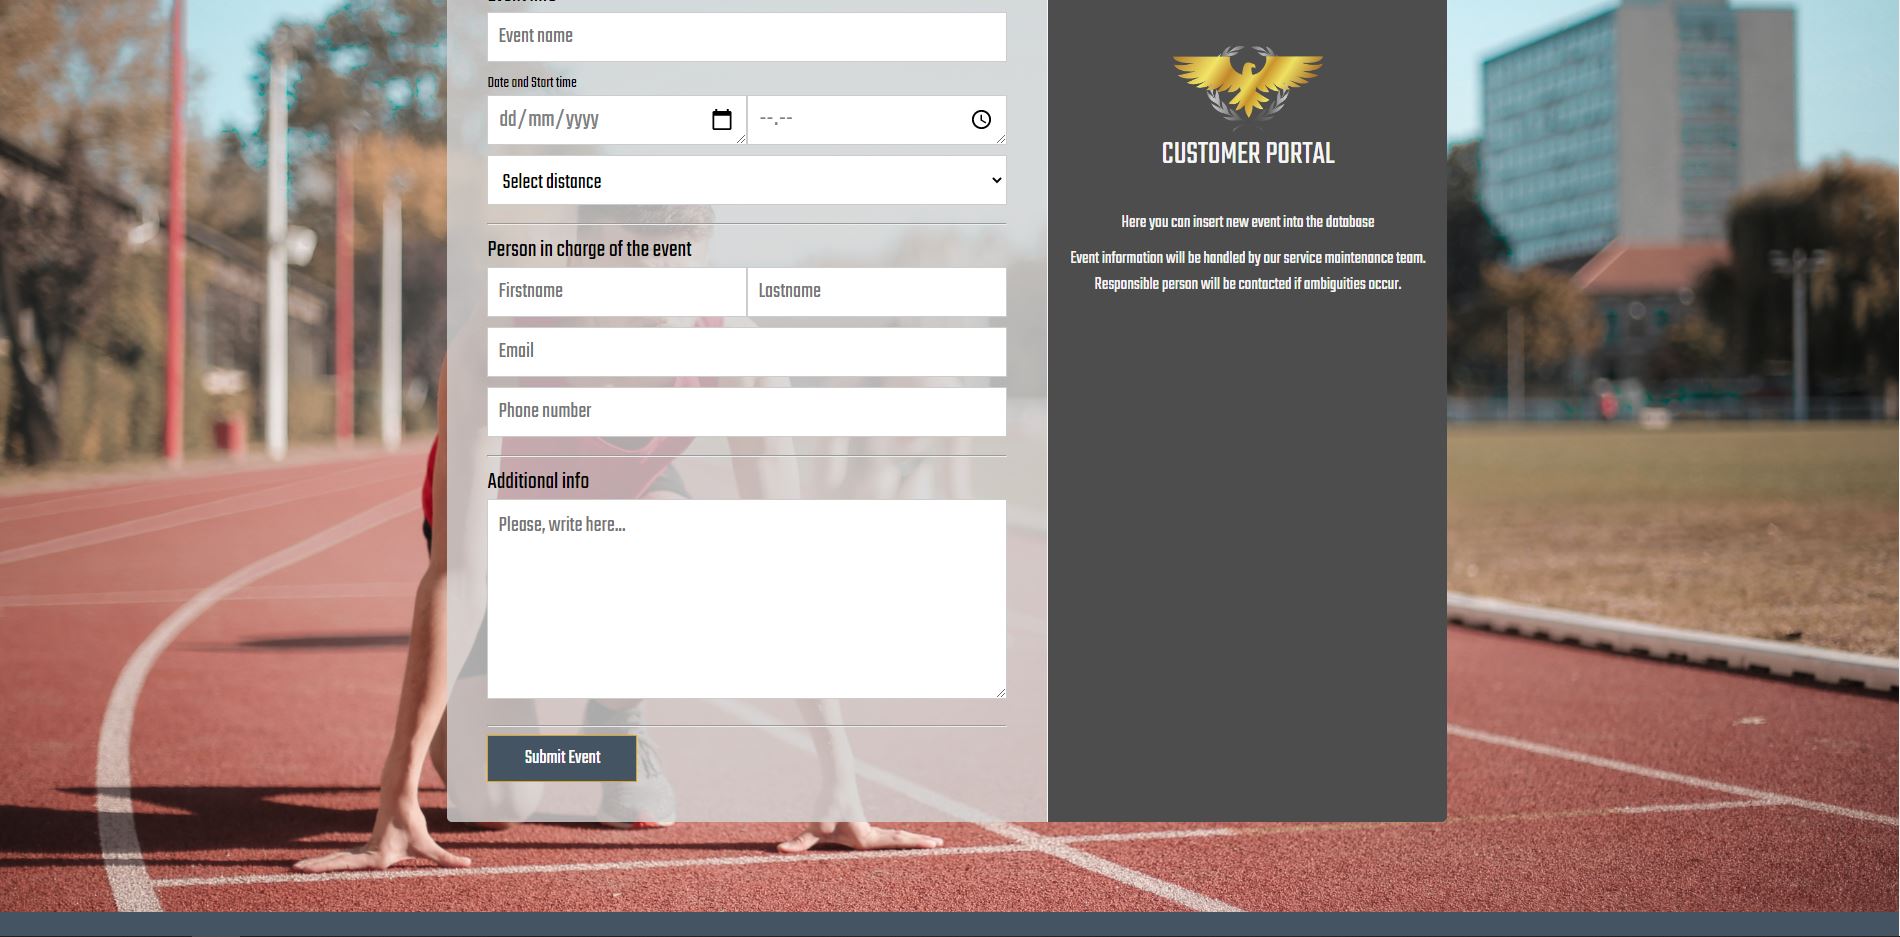 Event name
Date and Start time
dd/mm/yyyy
--.--
Select distance
Person in charge of the event
Firstname
Lastname
Email
Phone number
Additional info
Please, write here...
Submit Event
CUSTOMER PORTAL
Here you can insert new event into the database
Event information will be handled by our service maintenance team.
Responsible person will be contacted if ambiguities occur.